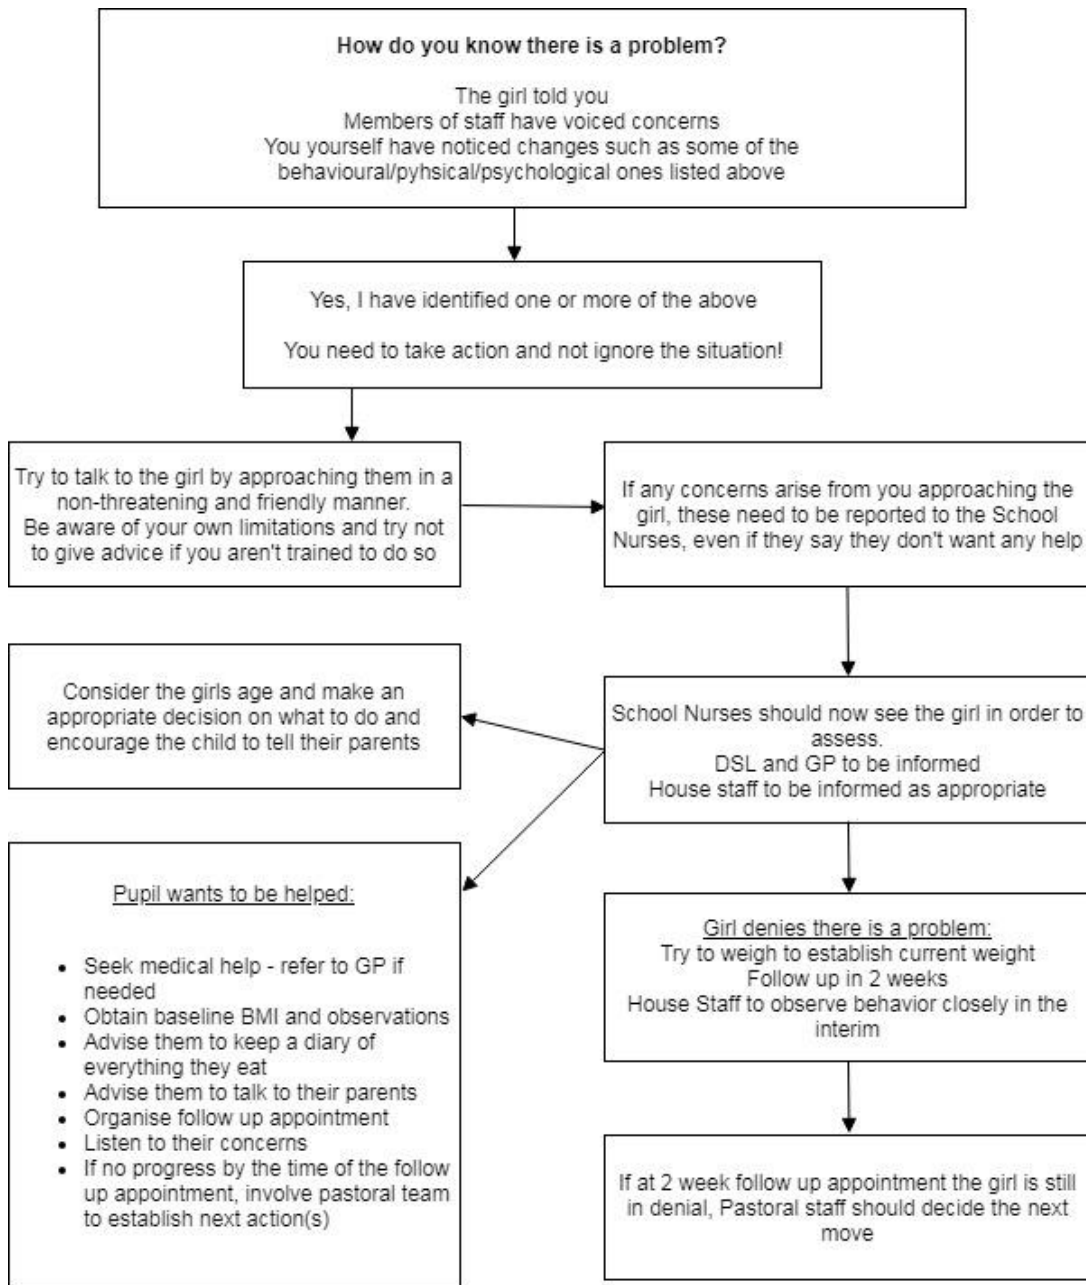 How do you know there is a problem?
The girl told you
Members of staff have voiced concerns
You yourself have noticed changes such as some of the
behavioural/pyhsical/psychological ones listed above
Yes, I have identified one or more of the above
You need to take action and not ignore the situation!
Try to talk to the girl by approaching them in a
non-threatening and friendly manner.
Be aware of your own limitations and try not
to give advice if you aren't trained to do so
If any concerns arise from you approaching the
girl, these need to be reported to the School
Nurses, even if they say they don't want any help
Consider the girls age and make an
appropriate decision on what to do and
encourage the child to tell their parents
School Nurses should now see the girl in order to
assess.
DSL and GP to be informed
House staff to be informed as appropriate
Pupil wants to be helped:
• Seek medical help - refer to GP if
needed
• Obtain baseline BMI and observations
• Advise them to keep a diary of
everything they eat
• Advise them to talk to their parents
• Organise follow up appointment
• Listen to their concerns
• If no progress by the time of the follow
up appointment, involve pastoral team
to establish next action(s)
Girl denies there is a problem:
Try to weigh to establish current weight
Follow up in 2 weeks
House Staff to observe behavior closely in the
interim
If at 2 week follow up appointment the girl is still
in denial, Pastoral staff should decide the next
move